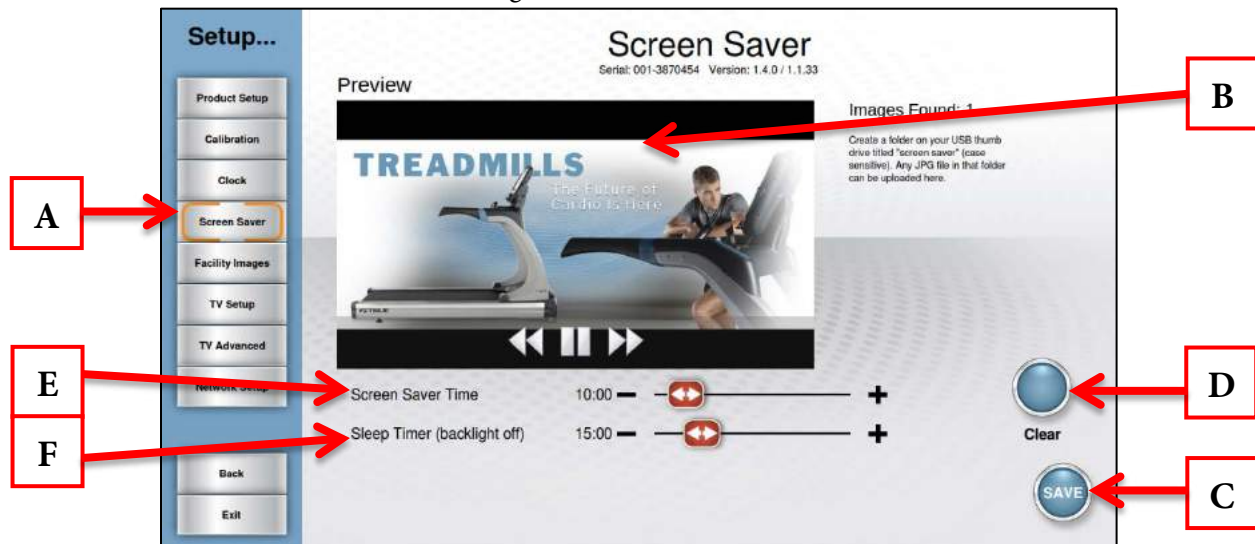 Setup...
Product Setup
Calibration
Clock
Screen Saver
Facility Images
TV Setup
TV Advanced
Network Setup
Back
Exit
Screen Saver
Serial: 001-3870454 Version: 1.4.0 / 1.1.33
Preview
TREADMILLS
The Future of
Cardio Is Here
Images Found: 1
Create a folder on your USB thumb
drive titled "screen saver" (case
sensitive). Any JPG file in that folder
can be uploaded here.
Screen Saver Time 10:00
Sleep Timer (backlight off) 15:00
Clear
SAVE
A
B
C
D
E
F